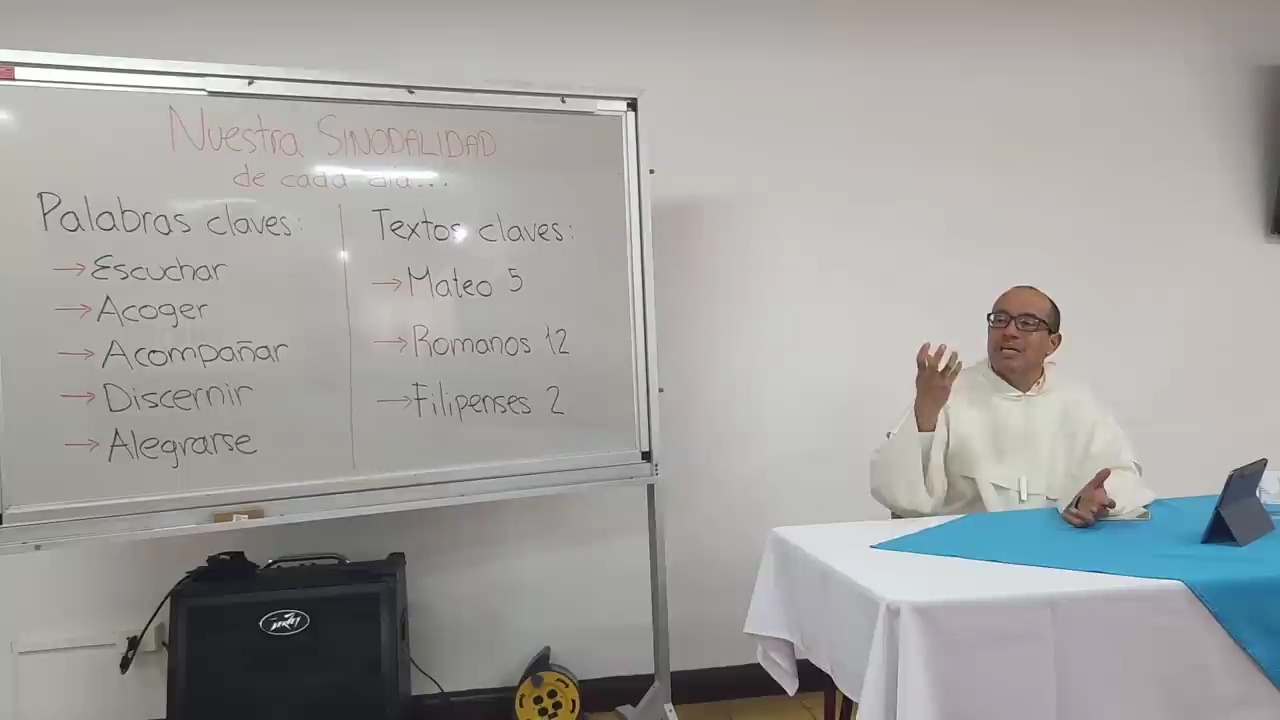 Nuestra SINODALIDAD
de cada día...
Palabras claves:
→Escuchar
→Acoger
→Acompañar
→Discernir
→Alegrarse
Textos claves:
→Mateo 5
→Romanos 12
→Filipenses 2